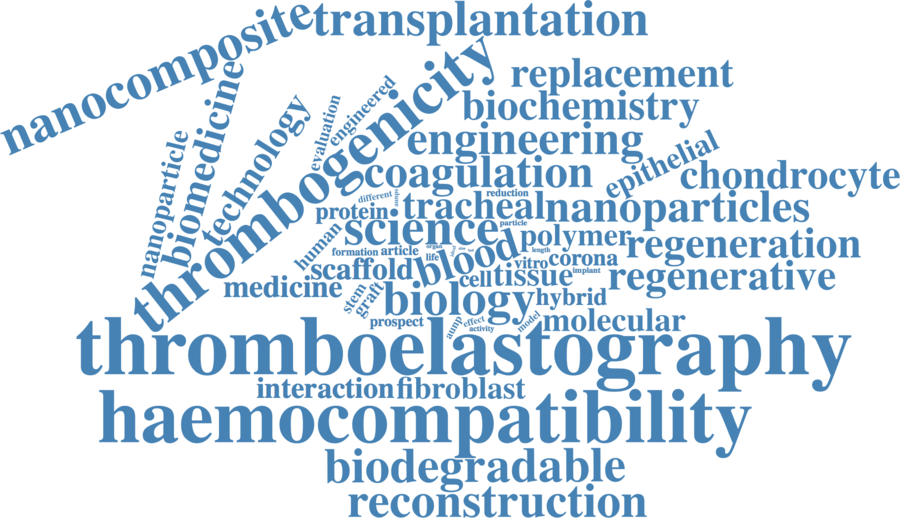 transplantation
nanocomposite
thrombogenicity
replacement
biomedicine
engineered
biochemistry
technology
evaluation
engineering
nanoparticle
epithelial
coagulation
chondrocyte
different
aunps
reduction
protein
tracheal
nanoparticles
particle
science
polymer
human
regeneration
formation
article
organ
life
blood
length
vitro
corona
scaffold
cell
tissue
implant
regenerative
medicine
stem
graft
biology
hybrid
prospect
aunp
effect
activity
model
molecular
thromboelastography
interaction
fibroblast
haemocompatibility
biodegradable
reconstruction